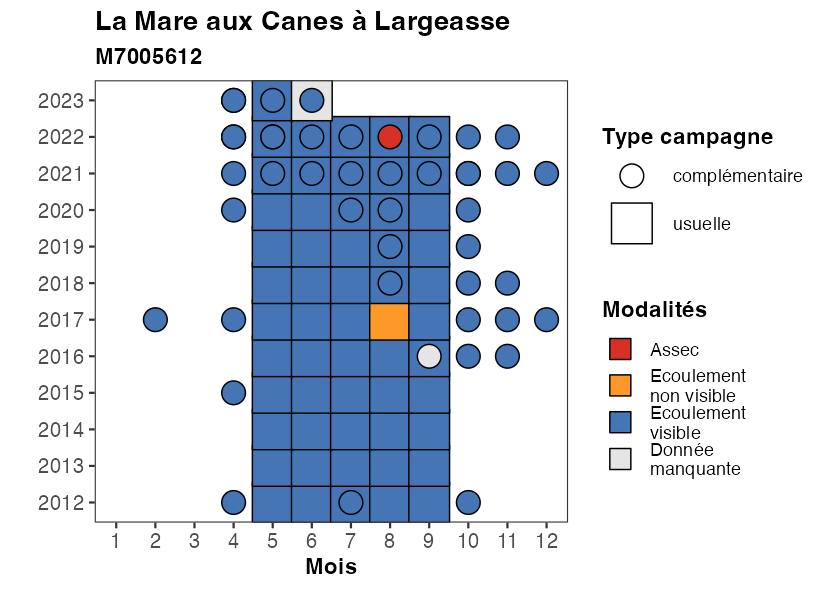 La Mare aux Canes à Largeasse
M7005612
2023
2022
2021
2020
2019
2018
2017
2016
2015
2014
2013
2012
1 2 3 4 5 6 7 8 9 10 11 12
Mois
Type campagne
complémentaire
usuelle
Modalités
Assec
Ecoulement
non visible
Ecoulement
visible
Donnée
manquante